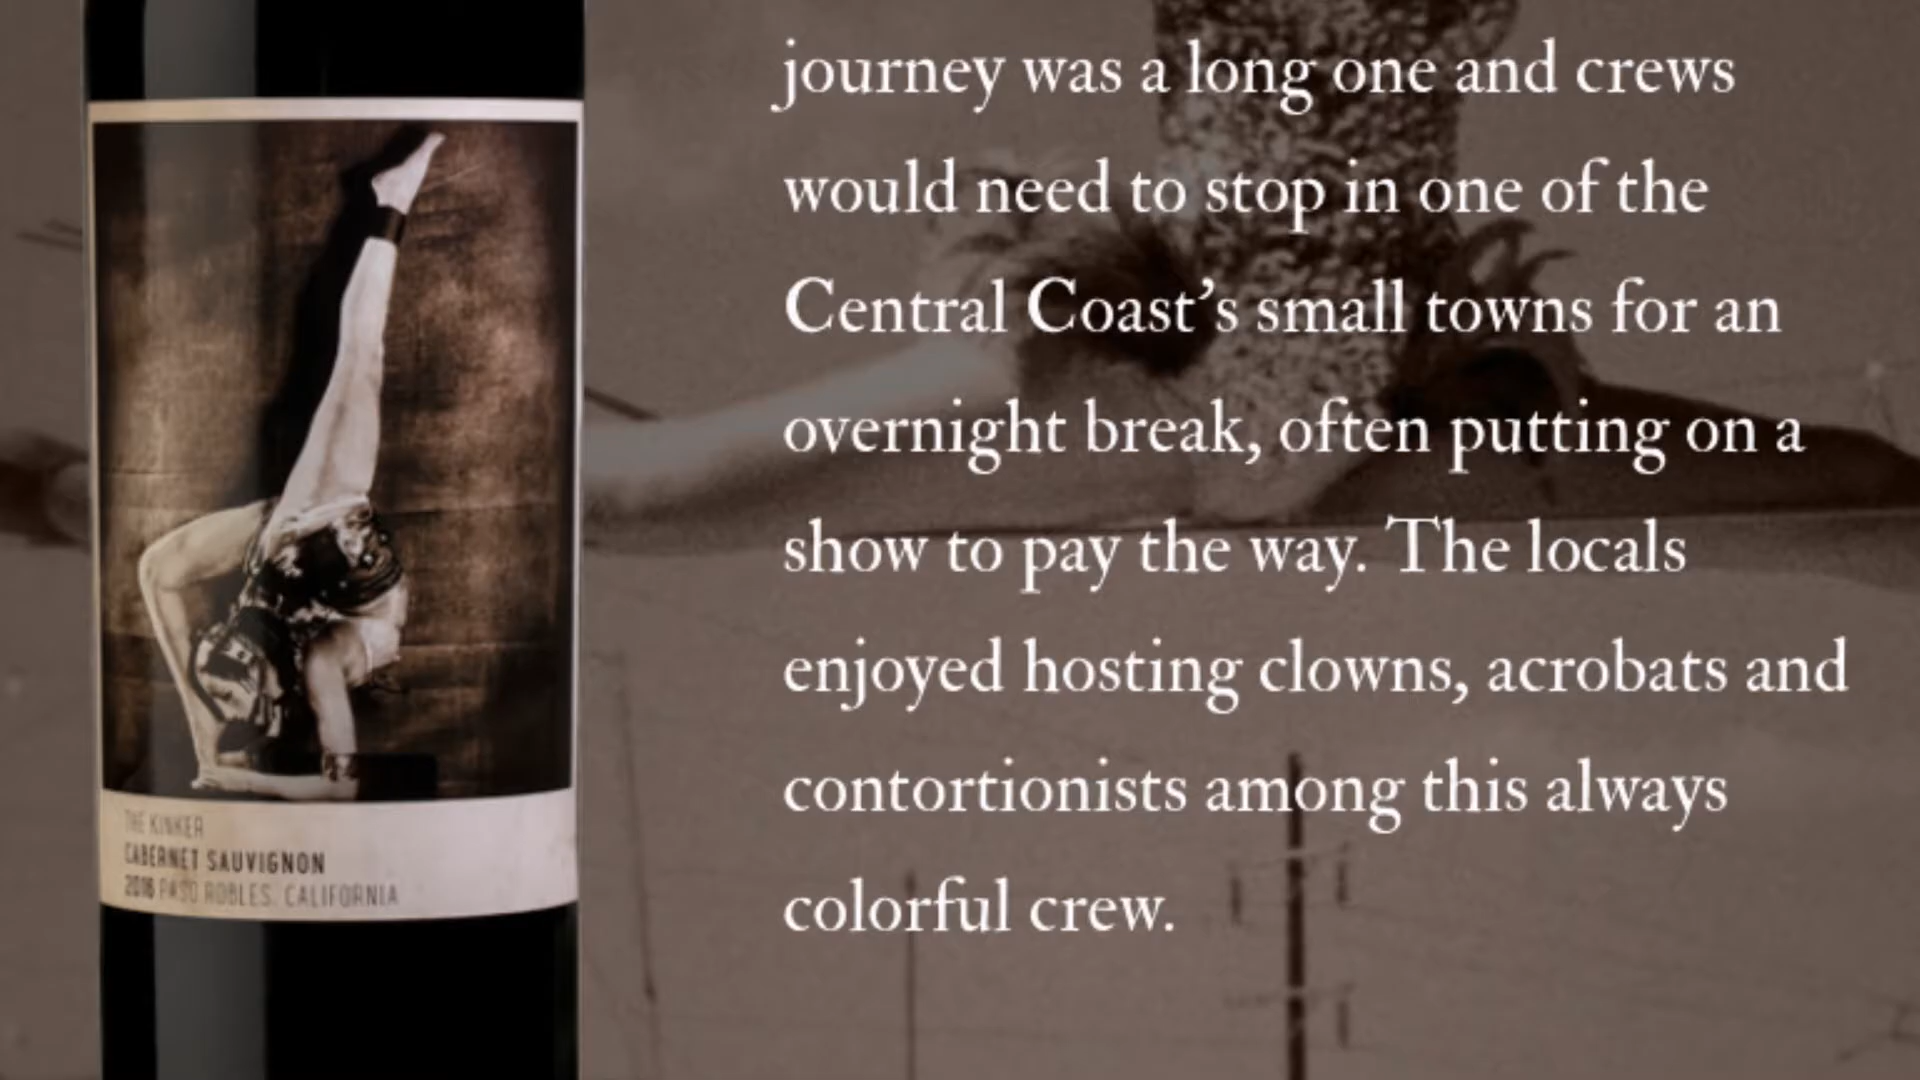 journey was a long one and crews
would need to stop in one of the
Central Coast’s small towns for an
overnight break, often putting on a
show to pay the way. The locals
enjoyed hosting clowns, acrobats and
contortionists among this always
colorful crew.
THE KINKER
CABERNET SAUVIGNON
2016 PASO ROBLES, CALIFORNIA